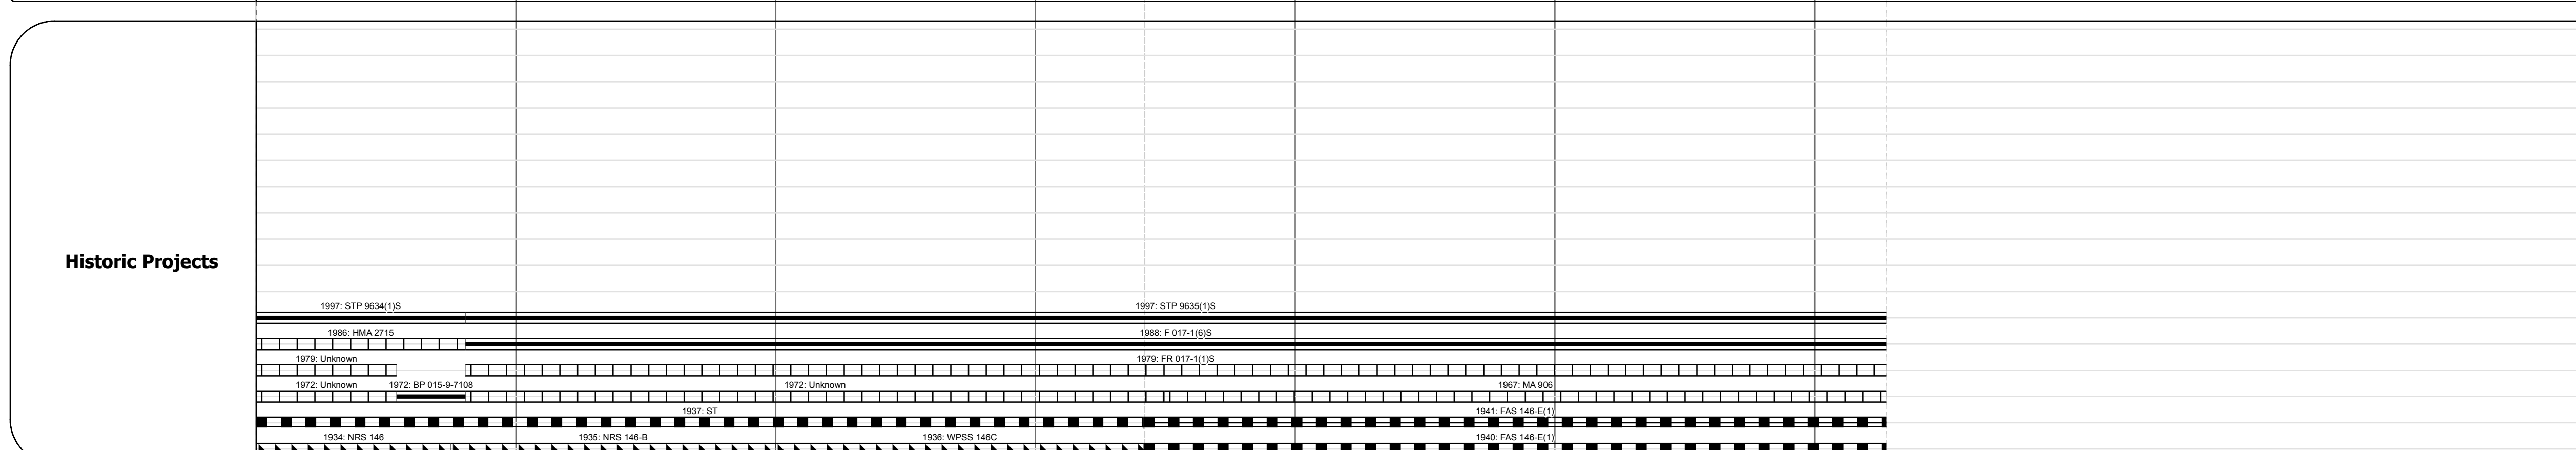 Historic Projects
1997: STP 9634(1)S 1997: STP 9635(1)S
1986: HMA 2715 1988: F 017-1(6)S
1979: Unknown 1979: FR 017-1(1)S
1972: Unknown 1972: BP 015-9-7108 1972: Unknown 1967: MA 906
1937: ST 1941: FAS 146-E(1)
1934: NRS 146 1935: NRS 146-B 1936: WPSS 146C 1940: FAS 146-E(1)